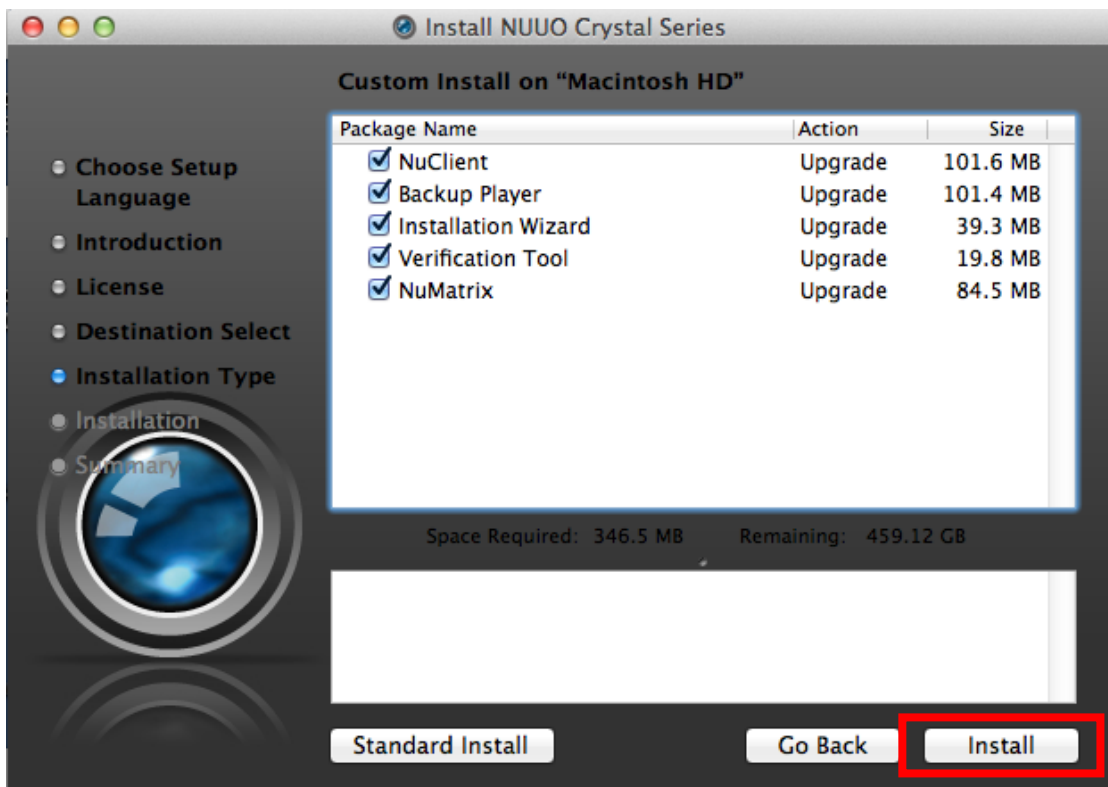 Install NUUO Crystal Series
Custom Install on “Macintosh HD”
Choose Setup
Language
Introduction
License
Destination Select
Installation Type
Installation
Summary
Package Name Action Size
NuClient Upgrade 101.6 MB
Backup Player Upgrade 101.4 MB
Installation Wizard Upgrade 39.3 MB
Verification Tool Upgrade 19.8 MB
NuMatrix Upgrade 84.5 MB
Space Required: 346.5 MB Remaining: 459.12 GB
Standard Install Go Back Install